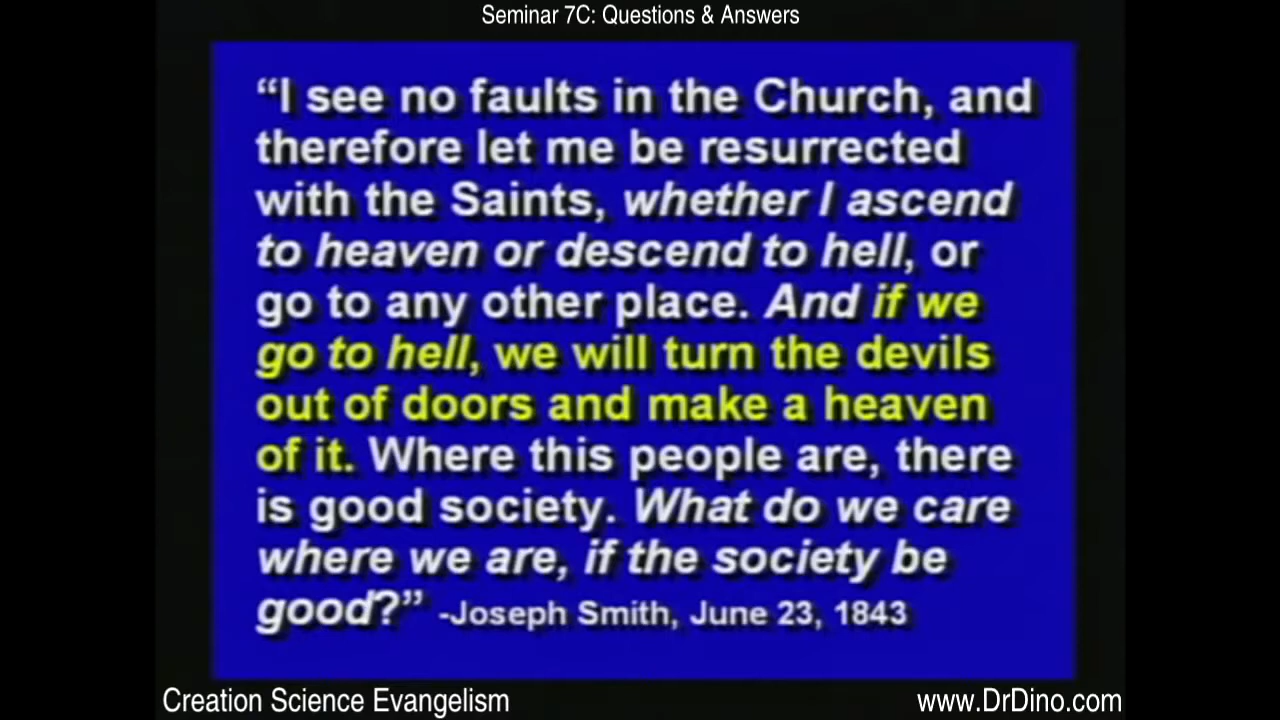 Seminar 7C: Questions & Answers
“I see no faults in the Church, and
therefore let me be resurrected
with the Saints, whether I ascend
to heaven or descend to hell, or
go to any other place. And if we
go to hell, we will turn the devils
out of doors and make a heaven
of it. Where this people are, there
is good society. What do we care
where we are, if the society be
good?” -Joseph Smith, June 23, 1843
Creation Science Evangelism
www.DrDino.com